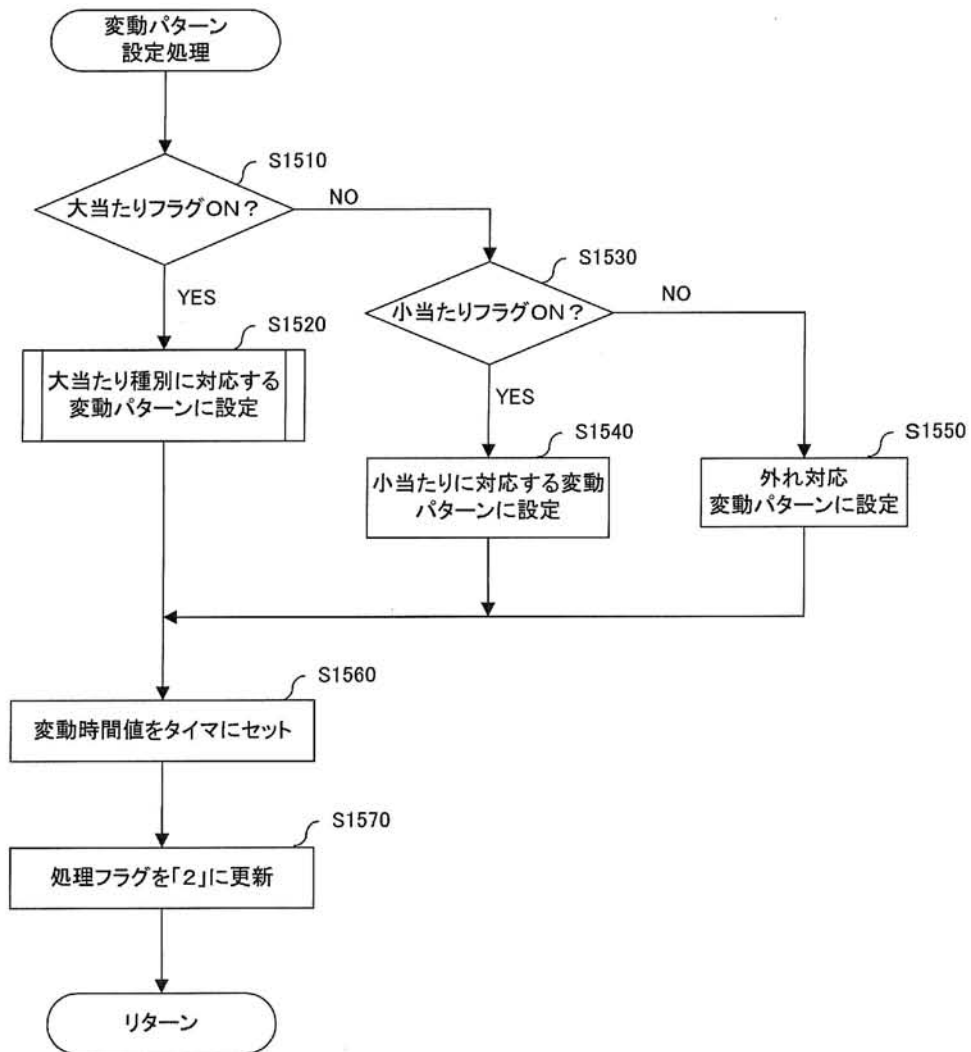 変動パターン
設定処理
S1510
大当たりフラグON?
NO
YES
S1530
小当たりフラグON?
NO
YES
S1520
大当たり種別に対応する
変動パターンに設定
S1540
小当たりに対応する変動
パターンに設定
S1550
外れ対応
変動パターンに設定
S1560
変動時間値をタイマにセット
S1570
処理フラグを「2」に更新
リターン